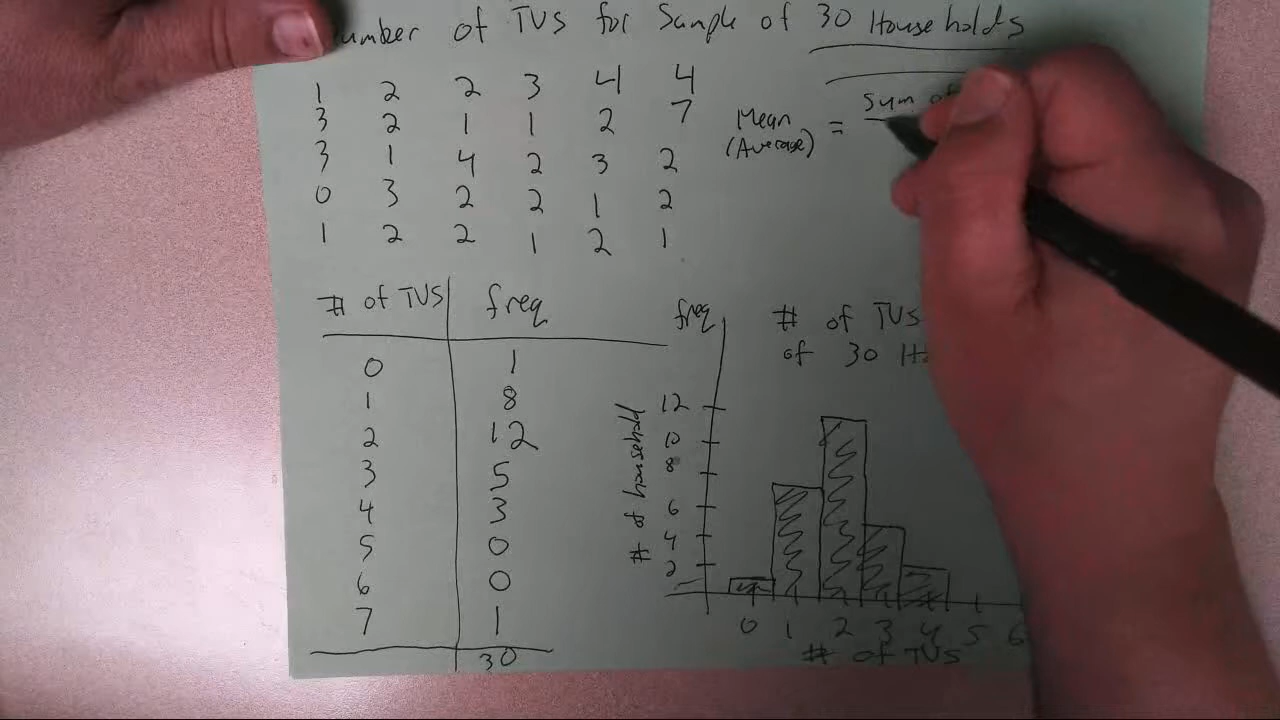 umber of TVS for Sample of 30 Households
1 2 2 3 4 4
3 2 1 1 2 7
3 1 4 2 3 2
0 3 2 2 1 2
1 2 2 1 2 1
Mean (Average) = Sum of
# of TVS freq
0 1
1 8
2 12
3 5
4 3
5 0
6 0
7 1
30
freq
# of TVS
of 30 H
# of household
12
10
8
6
4
2
0 1 2 3 4 5 6
# of TVS